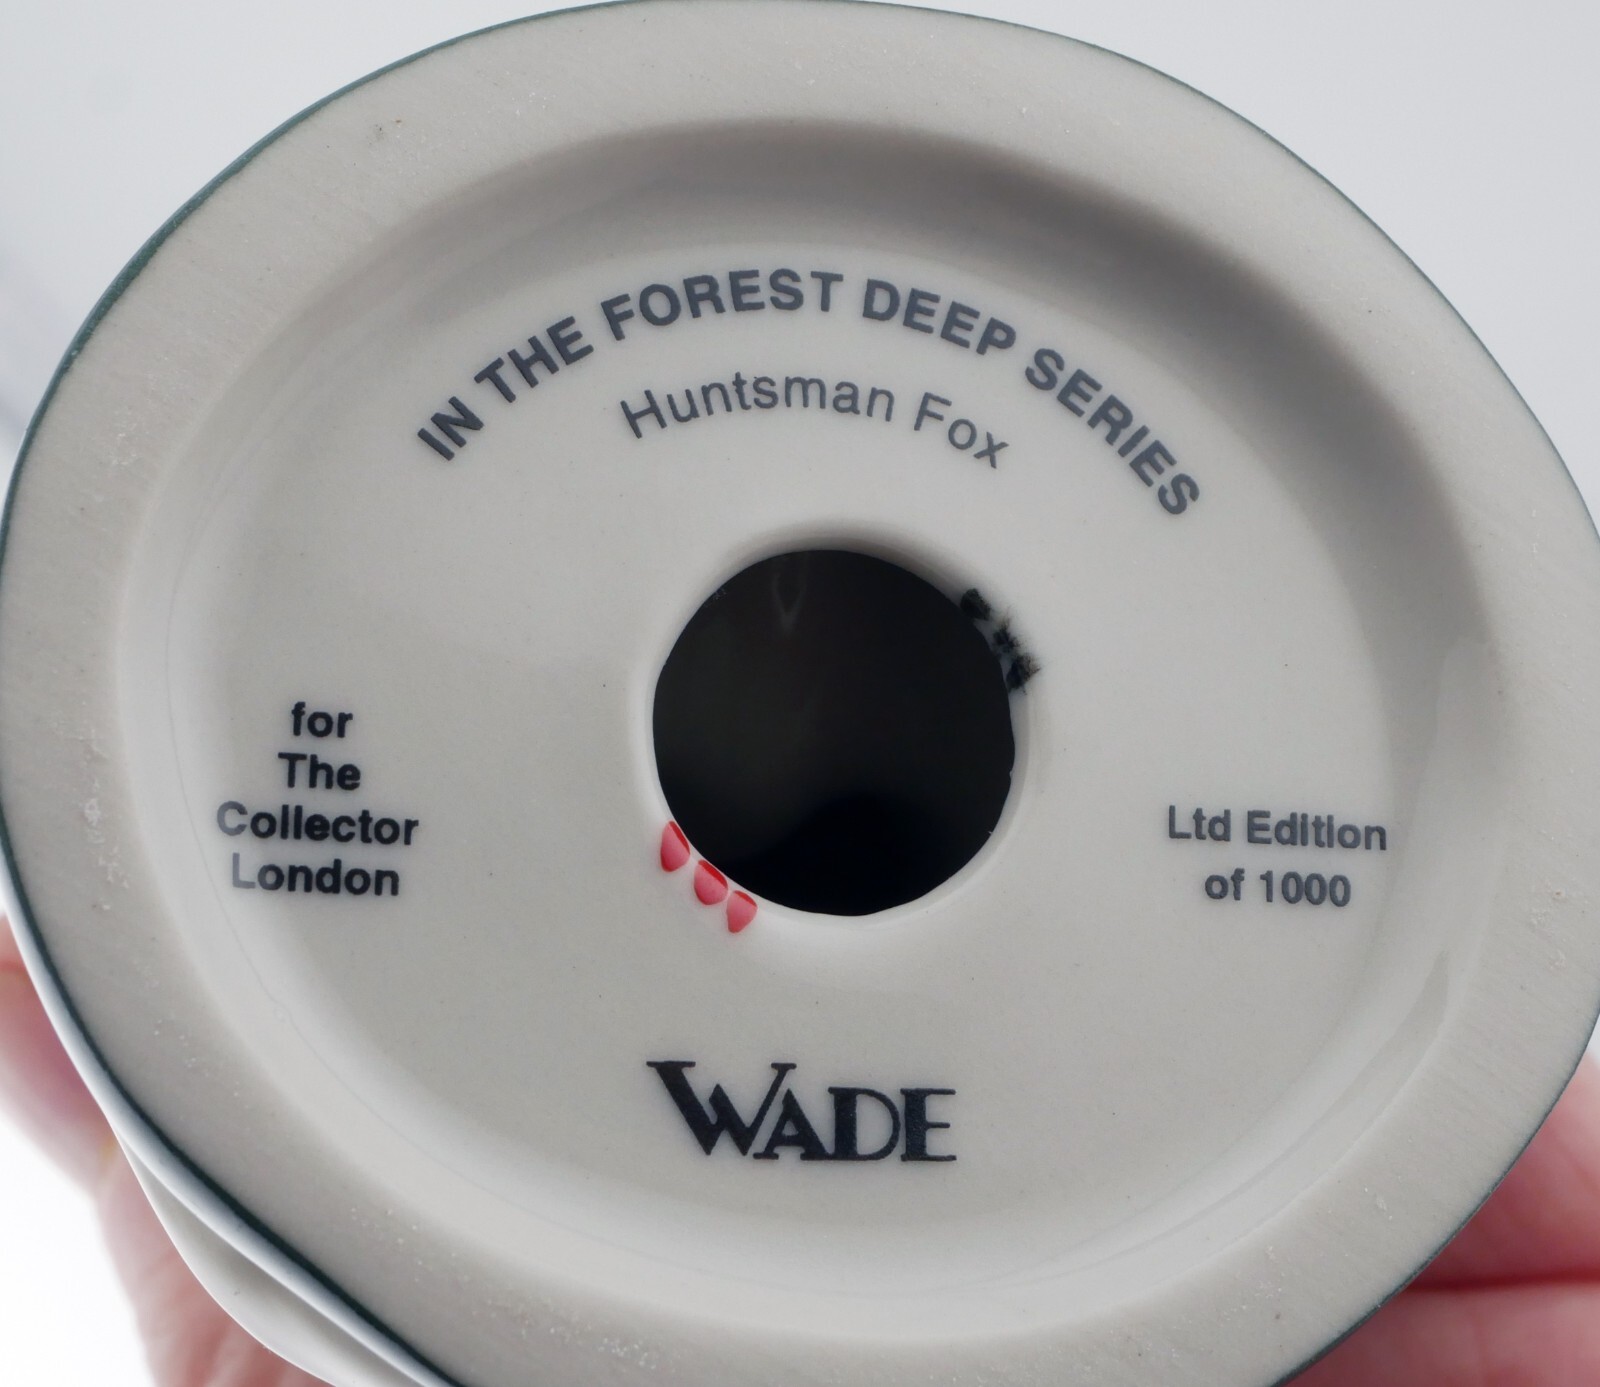 IN THE FOREST DEEP SERIES
Huntsman Fox
for
The
Collector
London
Ltd Edition
of 1000
WADE